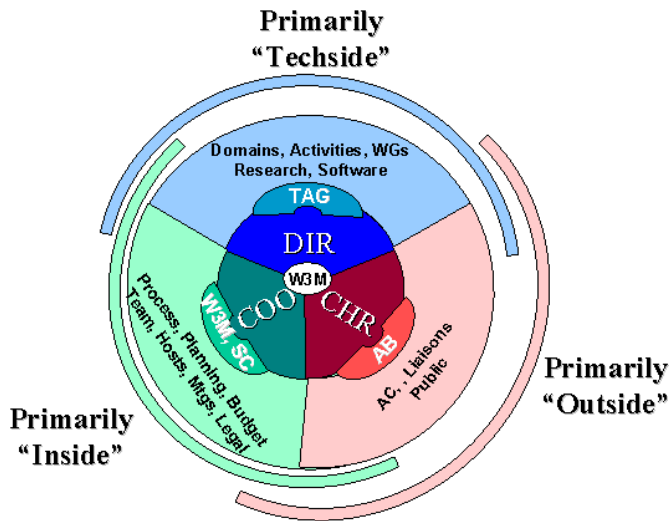 Primarily
“Techside”
Domains, Activities, WGs
Research, Software
TAG
DIR
W3M
COO
CHR
W3M, SC
AB
Process, Planning, Budget
Team, Hosts, Mtgs, Legal
AC, , Liaisons
Public
Primarily
“Inside”
Primarily
“Outside”